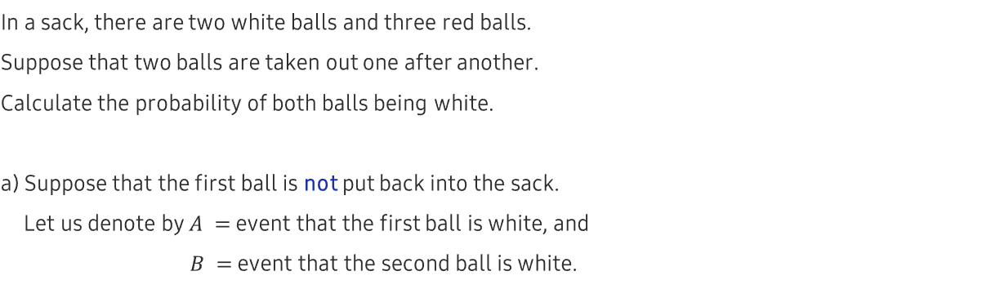 In a sack, there are two white balls and three red balls.
Suppose that two balls are taken out one after another.
Calculate the probability of both balls being white.
a) Suppose that the first ball is not put back into the sack.
Let us denote by A = event that the first ball is white, and
B = event that the second ball is white.